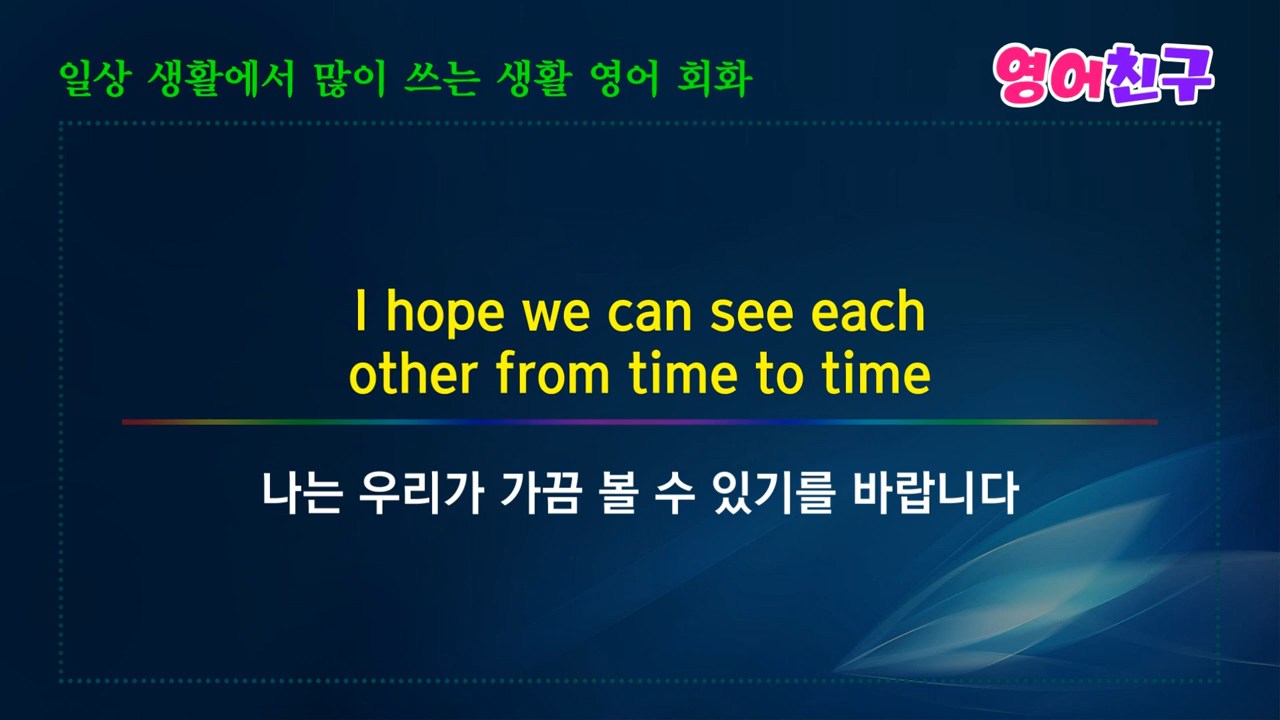 일상 생활에서 많이 쓰는 생활 영어 회화
영어친구
I hope we can see each
other from time to time
나는 우리가 가끔 볼 수 있기를 바랍니다